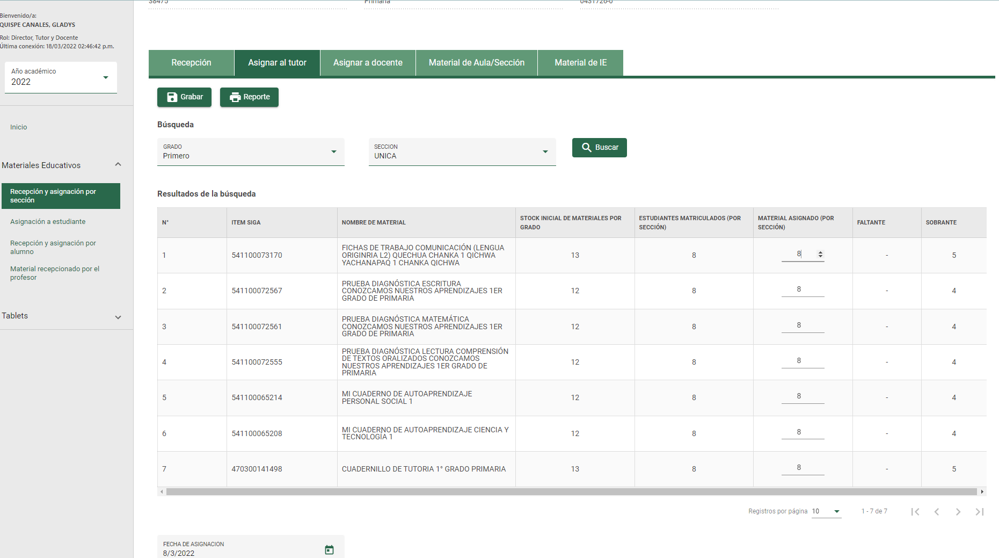 38475 Primaria 0431726-0
Bienvenido/a:
QUISPE CANALES, GLADYS
Rol: Director, Tutor y Docente
Última conexión: 18/03/2022 02:46:42 p.m.
Año académico
2022
Inicio
Materiales Educativos
Recepción y asignación por
sección
Asignación a estudiante
Recepción y asignación por
alumno
Material recepcionado por el
profesor
Tablets
Recepción Asignar al tutor Asignar a docente Material de Aula/Sección Material de IE
Grabar Reporte
Búsqueda
GRADO
Primero
SECCION
UNICA
Buscar
Resultados de la búsqueda
N° ITEM SIGA NOMBRE DE MATERIAL STOCK INICIAL DE MATERIALES POR GRADO ESTUDIANTES MATRICULADOS (POR SECCIÓN) MATERIAL ASIGNADO (POR SECCIÓN) FALTANTE SOBRANTE
1 541100073170 FICHAS DE TRABAJO COMUNICACIÓN (LENGUA ORIGINRIA L2) QUECHUA CHANKA 1 QICHWA YACHANAPAQ 1 CHANKA QICHWA 13 8 8 - 5
2 541100072567 PRUEBA DIAGNÓSTICA ESCRITURA CONOZCAMOS NUESTROS APRENDIZAJES 1ER GRADO DE PRIMARIA 12 8 8 - 4
3 541100072561 PRUEBA DIAGNÓSTICA MATEMÁTICA CONOZCAMOS NUESTROS APRENDIZAJES 1ER GRADO DE PRIMARIA 12 8 8 - 4
4 541100072555 PRUEBA DIAGNÓSTICA LECTURA COMPRENSIÓN DE TEXTOS ORALIZADOS CONOZCAMOS NUESTROS APRENDIZAJES 1ER GRADO DE PRIMARIA 12 8 8 - 4
5 541100065214 MI CUADERNO DE AUTOAPRENDIZAJE PERSONAL SOCIAL 1 12 8 8 - 4
6 541100065208 MI CUADERNO DE AUTOAPRENDIZAJE CIENCIA Y TECNOLOGÍA 1 12 8 8 - 4
7 470300141498 CUADERNILLO DE TUTORIA 1° GRADO PRIMARIA 13 8 8 - 5
Registros por página 10 1 - 7 de 7
FECHA DE ASIGNACION
8/3/2022